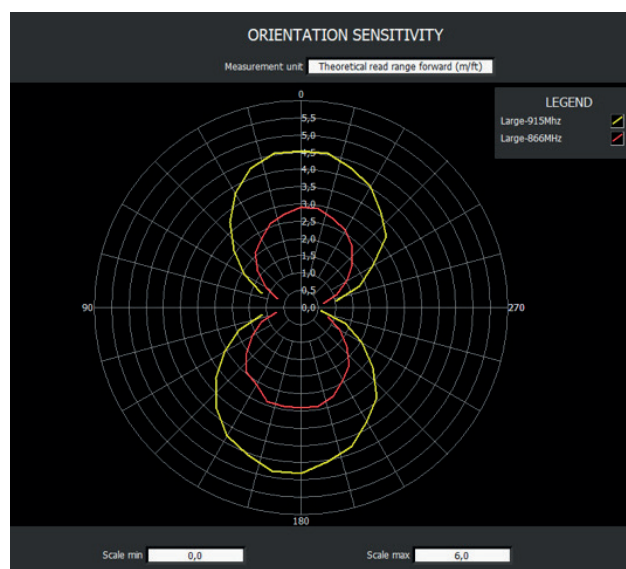 ORIENTATION SENSITIVITY
Measurement unit Theoretical read range forward (m/ft)
0
LEGEND
Large-915Mhz
Large-866MHz
5,5
5,0
4,5
4,0
3,5
3,0
2,5
2,0
1,5
1,0
0,5
90 0,0 270
180
Scale min 0,0 Scale max 6,0